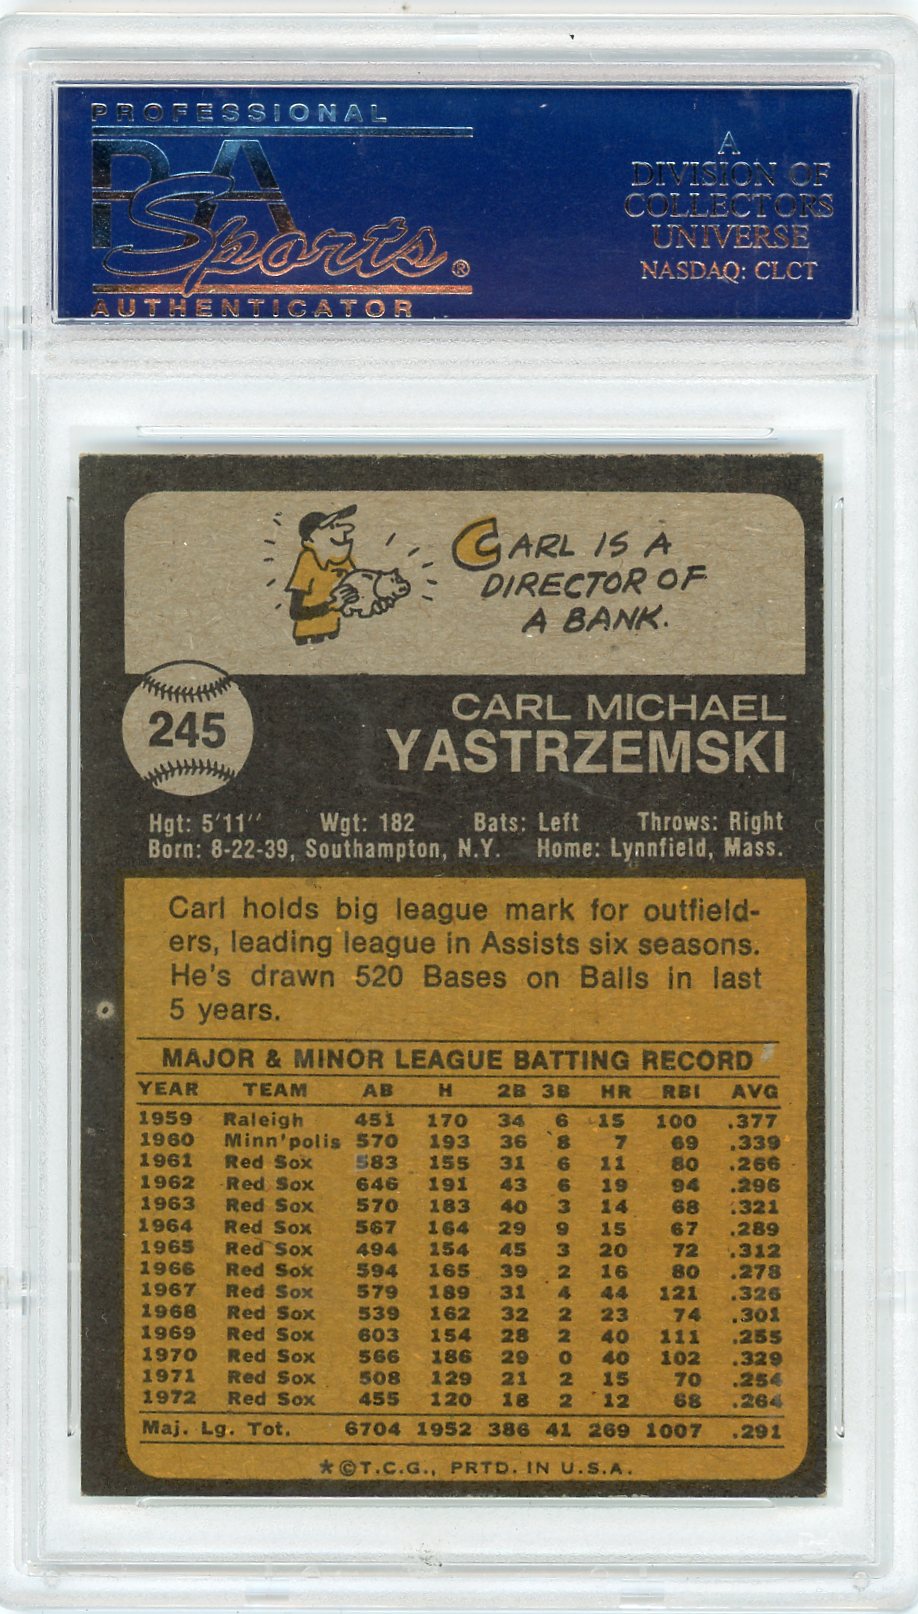 PROFESSIONAL
PSA
Sports®
AUTHENTICATOR
A
DIVISION OF
COLLECTORS
UNIVERSE
NASDAQ: CLCT
CARL IS A
DIRECTOR OF
A BANK.
245
CARL MICHAEL
YASTRZEMSKI
Hgt: 5'11'' Wgt: 182 Bats: Left Throws: Right
Born: 8-22-39, Southampton, N.Y. Home: Lynnfield, Mass.
Carl holds big league mark for outfield-
ers, leading league in Assists six seasons.
He's drawn 520 Bases on Balls in last
5 years.
MAJOR & MINOR LEAGUE BATTING RECORD
YEAR TEAM AB H 2B 3B HR RBI AVG
1959 Raleigh 451 170 34 6 15 100 .377
1960 Minn'polis 570 193 36 8 7 69 .339
1961 Red Sox 583 155 31 6 11 80 .266
1962 Red Sox 646 191 43 6 19 94 .296
1963 Red Sox 570 183 40 3 14 68 .321
1964 Red Sox 567 164 29 9 15 67 .289
1965 Red Sox 494 154 45 3 20 72 .312
1966 Red Sox 594 165 39 2 16 80 .278
1967 Red Sox 579 189 31 4 44 121 .326
1968 Red Sox 539 162 32 2 23 74 .301
1969 Red Sox 603 154 28 2 40 111 .255
1970 Red Sox 566 186 29 0 40 102 .329
1971 Red Sox 508 129 21 2 15 70 .254
1972 Red Sox 455 120 18 2 12 68 .264
Maj. Lg. Tot. 6704 1952 386 41 269 1007 .291
*©T.C.G., PRTD. IN U.S.A.